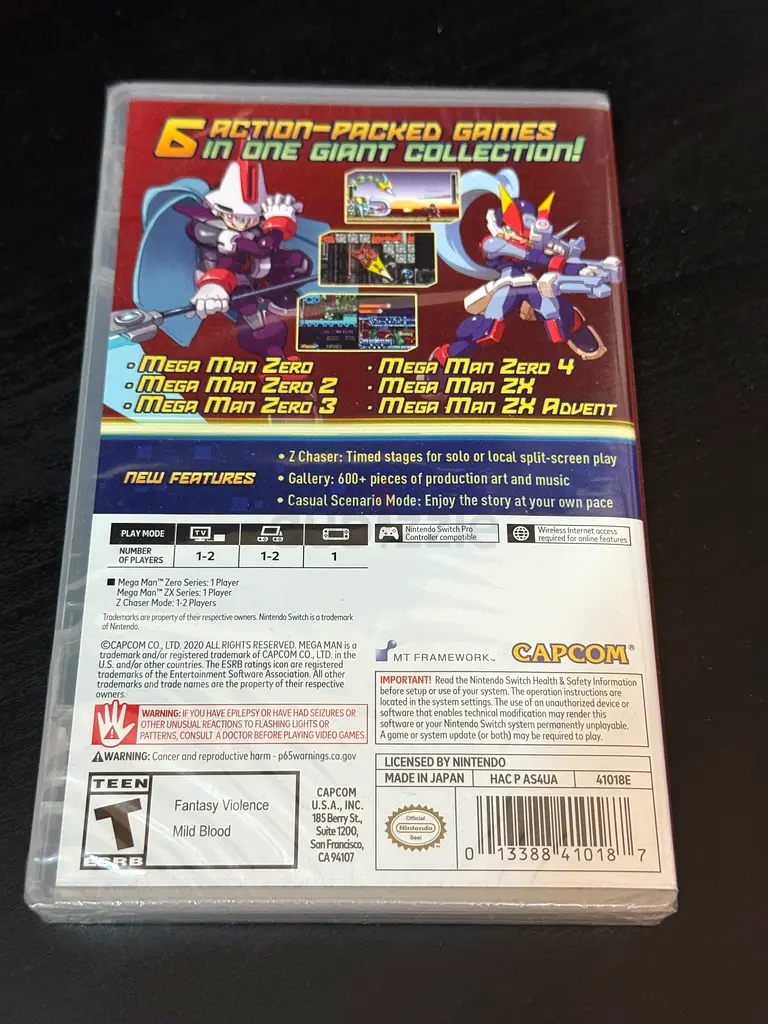 6 ACTION-PACKED GAMES
IN ONE GIANT COLLECTION!
• MEGA MAN ZERO
• MEGA MAN ZERO 2
• MEGA MAN ZERO 3
• MEGA MAN ZERO 4
• MEGA MAN ZX
• MEGA MAN ZX ADVENT
NEW FEATURES
• Z Chaser: Timed stages for solo or local split-screen play
• Gallery: 600+ pieces of production art and music
• Casual Scenario Mode: Enjoy the story at your own pace
PLAY MODE
TV
NUMBER
OF PLAYERS
1-2
1-2
1
Nintendo Switch Pro
Controller compatible
Wireless Internet access
required for online features
■ Mega Man™ Zero Series: 1 Player
Mega Man™ ZX Series: 1 Player
Z Chaser Mode: 1-2 Players
Trademarks are property of their respective owners. Nintendo Switch is a trademark
of Nintendo.
©CAPCOM CO., LTD. 2020 ALL RIGHTS RESERVED. MEGA MAN is a
trademark and/or registered trademark of CAPCOM CO., LTD. in the
U.S. and/or other countries. The ESRB ratings icon are registered
trademarks of the Entertainment Software Association. All other
trademarks and trade names are the property of their respective
owners.
WARNING: IF YOU HAVE EPILEPSY OR HAVE HAD SEIZURES OR
OTHER UNUSUAL REACTIONS TO FLASHING LIGHTS OR
PATTERNS, CONSULT A DOCTOR BEFORE PLAYING VIDEO GAMES.
WARNING: Cancer and reproductive harm - p65warnings.ca.gov
TEEN
T
ESRB
Fantasy Violence
Mild Blood
CAPCOM
U.S.A., INC.
185 Berry St.,
Suite 1200,
San Francisco,
CA 94107
MT FRAMEWORK™
CAPCOM®
IMPORTANT! Read the Nintendo Switch Health & Safety Information
before setup or use of your system. The operation instructions are
located in the system settings. The use of an unauthorized device or
software that enables technical modification may render this
software or your Nintendo Switch system permanently unplayable.
A game or system update (or both) may be required to play.
LICENSED BY NINTENDO
MADE IN JAPAN
HAC P AS4UA
41018E
Official
Nintendo
Seal
0 13388 41018 7